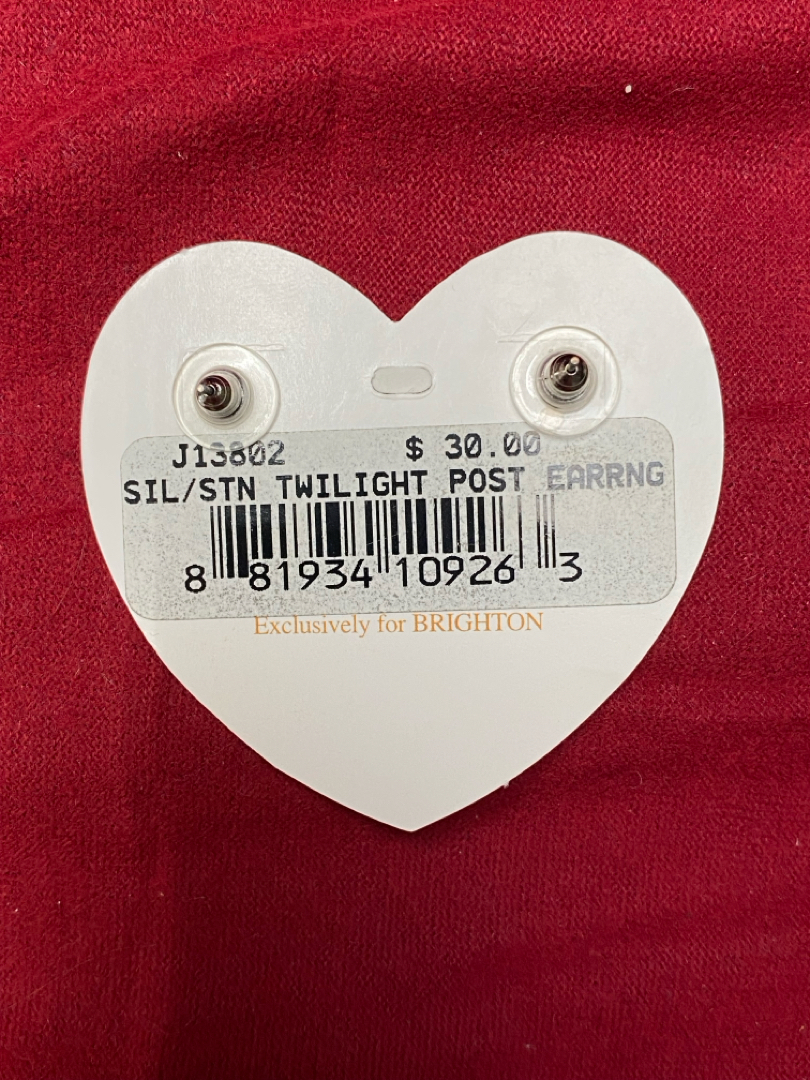 J13802 $ 30.00
SIL/STN TWILIGHT POST EARRNG
8 81934 10926 3
Exclusively for BRIGHTON